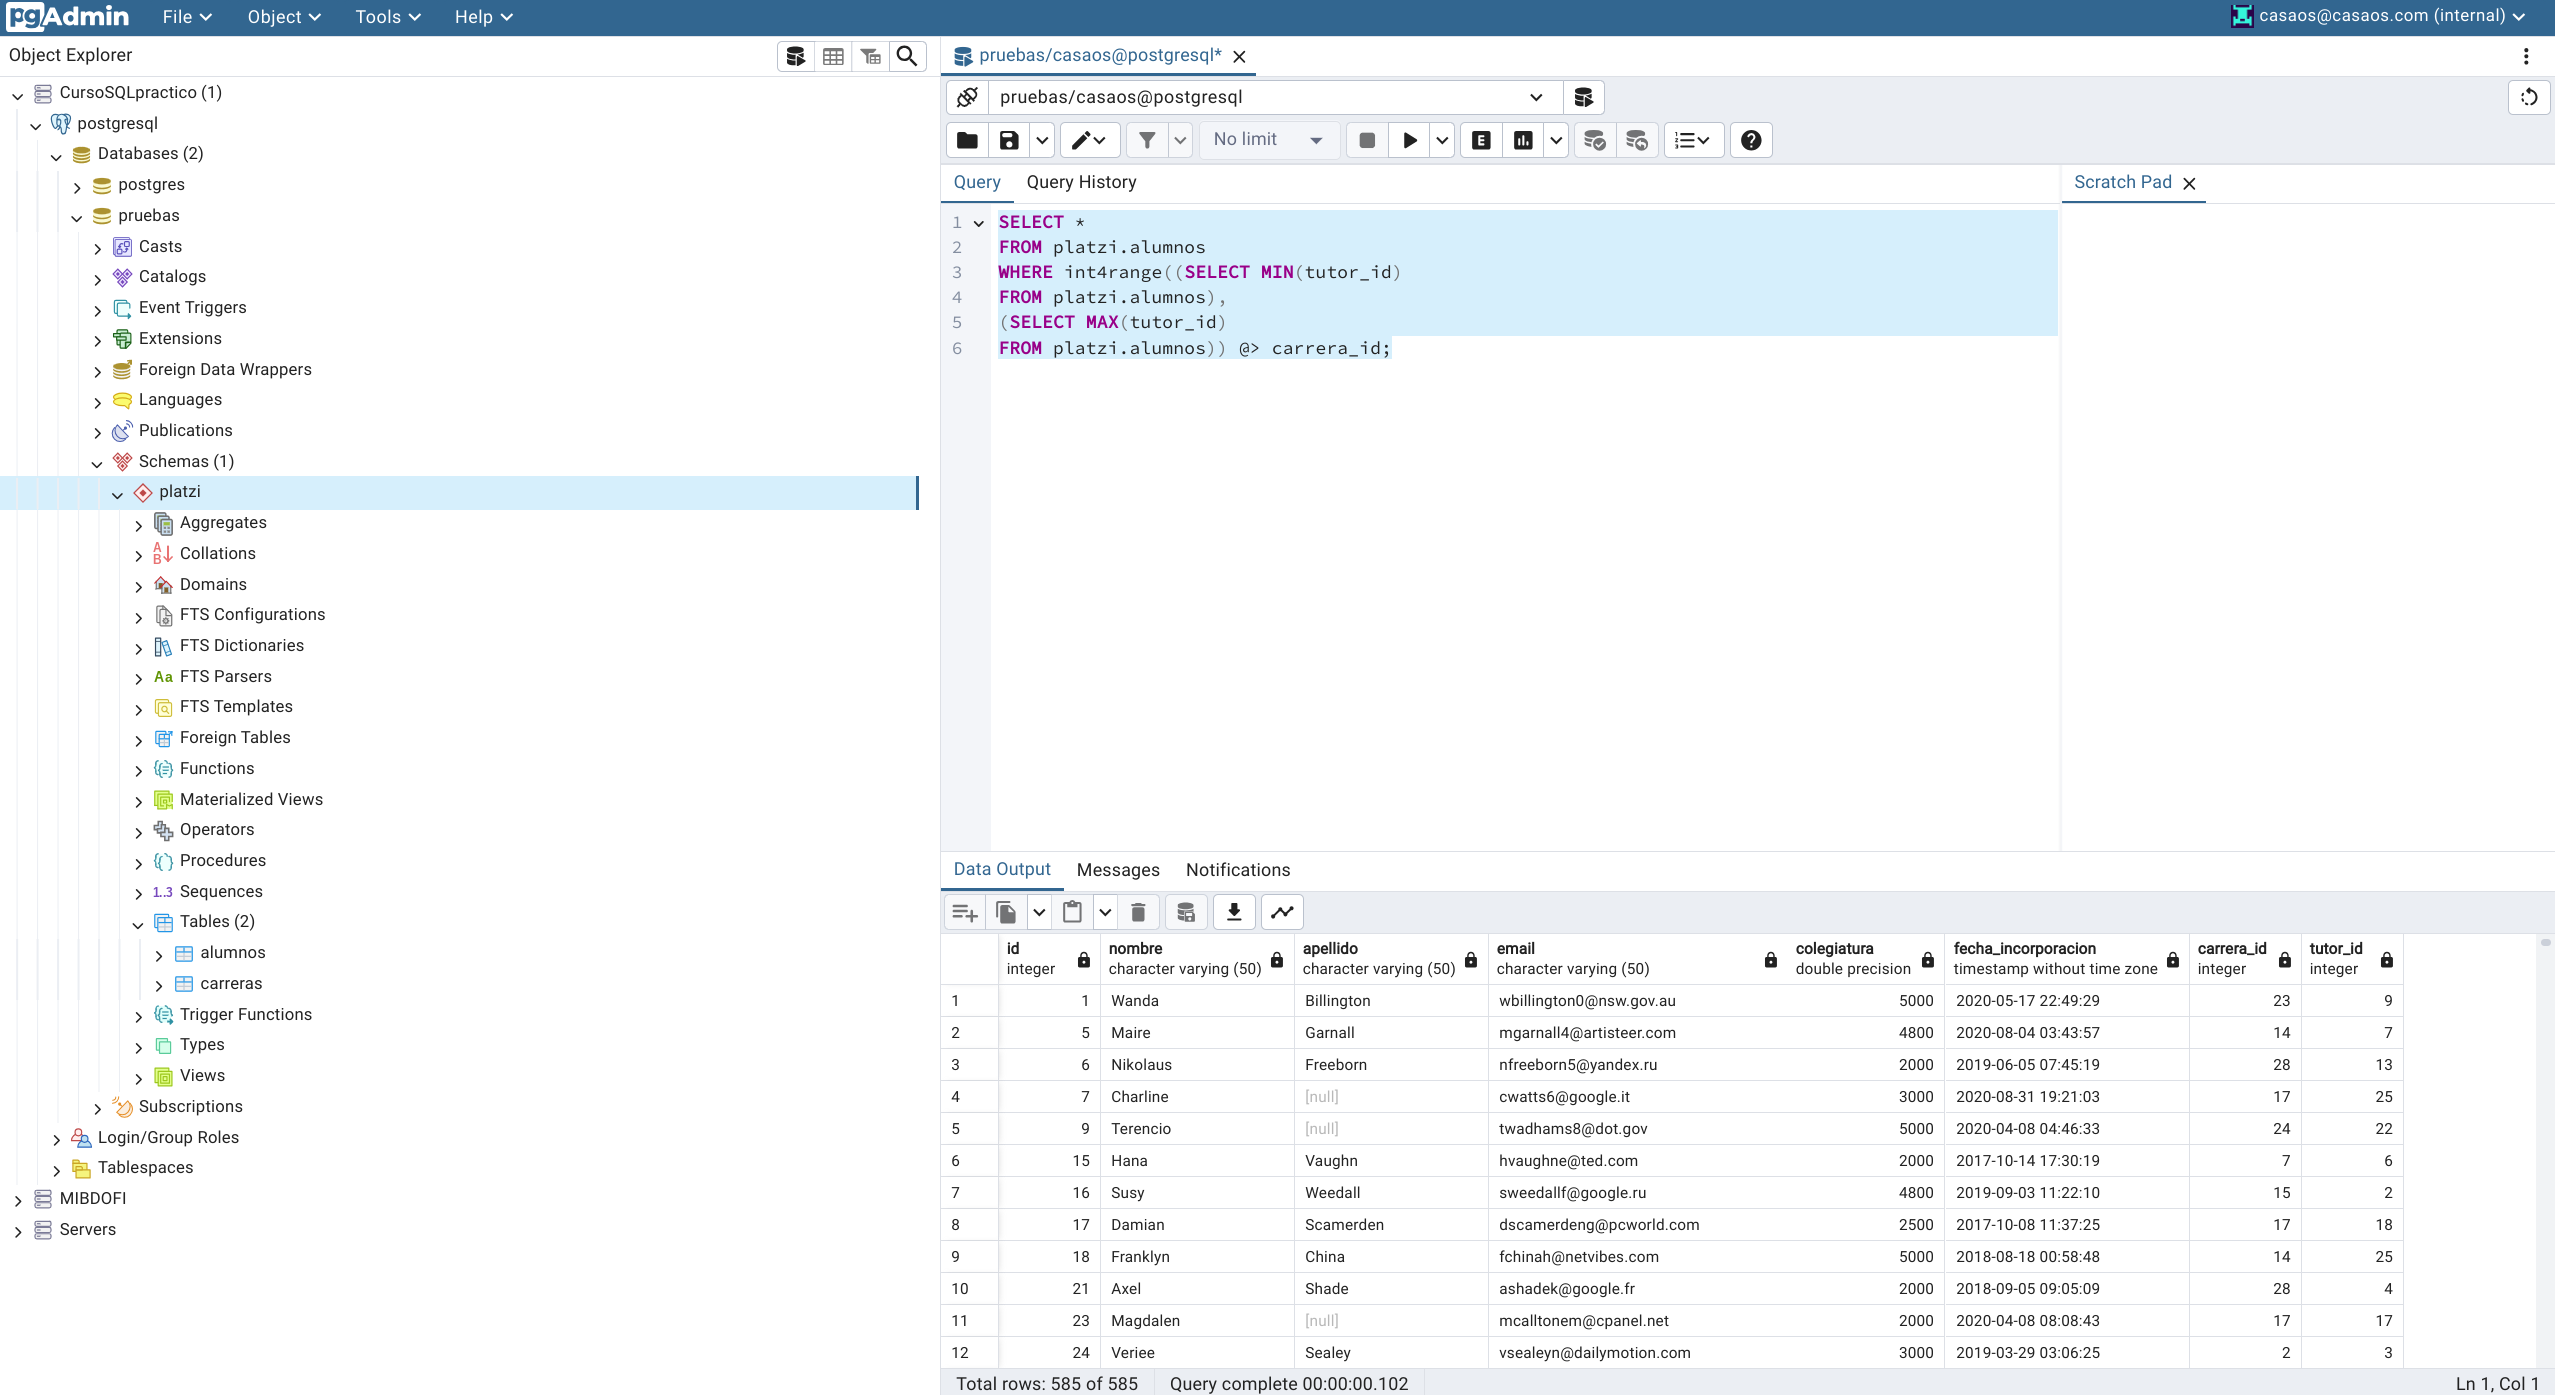 pgAdmin File Object Tools Help casaos@casaos.com (internal)
Object Explorer
CursoSQLpractico (1)
postgresql
Databases (2)
postgres
pruebas
Casts
Catalogs
Event Triggers
Extensions
Foreign Data Wrappers
Languages
Publications
Schemas (1)
platzi
Aggregates
Collations
Domains
FTS Configurations
FTS Dictionaries
Aa FTS Parsers
FTS Templates
Foreign Tables
Functions
Materialized Views
Operators
Procedures
1..3 Sequences
Tables (2)
alumnos
carreras
Trigger Functions
Types
Views
Subscriptions
Login/Group Roles
Tablespaces
MIBDOFI
Servers
pruebas/casaos@postgresql*
pruebas/casaos@postgresql
No limit E
Query Query History Scratch Pad
1 SELECT *
2 FROM platzi.alumnos
3 WHERE int4range((SELECT MIN(tutor_id)
4 FROM platzi.alumnos),
5 (SELECT MAX(tutor_id)
6 FROM platzi.alumnos)) @> carrera_id;
Data Output Messages Notifications
id nombre apellido email colegiatura fecha_incorporacion carrera_id tutor_id
integer character varying (50) character varying (50) character varying (50) double precision timestamp without time zone integer integer
1 1 Wanda Billington wbillington0@nsw.gov.au 5000 2020-05-17 22:49:29 23 9
2 5 Maire Garnall mgarnall4@artisteer.com 4800 2020-08-04 03:43:57 14 7
3 6 Nikolaus Freeborn nfreeborn5@yandex.ru 2000 2019-06-05 07:45:19 28 13
4 7 Charline [null] cwatts6@google.it 3000 2020-08-31 19:21:03 17 25
5 9 Terencio [null] twadhams8@dot.gov 5000 2020-04-08 04:46:33 24 22
6 15 Hana Vaughn hvaughne@ted.com 2000 2017-10-14 17:30:19 7 6
7 16 Susy Weedall sweedallf@google.ru 4800 2019-09-03 11:22:10 15 2
8 17 Damian Scamerden dscamerdeng@pcworld.com 2500 2017-10-08 11:37:25 17 18
9 18 Franklyn China fchinah@netvibes.com 5000 2018-08-18 00:58:48 14 25
10 21 Axel Shade ashadek@google.fr 2000 2018-09-05 09:05:09 28 4
11 23 Magdalen [null] mcalltonem@cpanel.net 2000 2020-04-08 08:08:43 17 17
12 24 Veriee Sealey vsealeyn@dailymotion.com 3000 2019-03-29 03:06:25 2 3
Total rows: 585 of 585 Query complete 00:00:00.102 Ln 1, Col 1